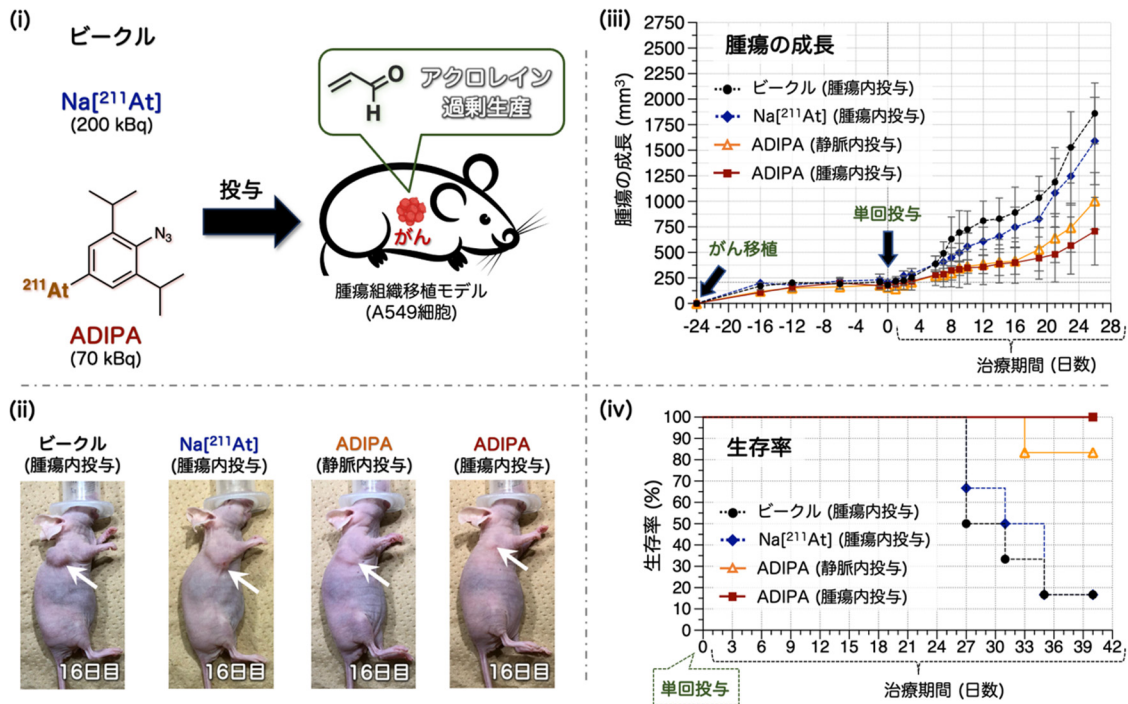 (i)
ビークル
Na[²¹¹At]
(200 kBq)
N₃
²¹¹At
ADIPA
(70 kBq)
投与
O
H
アクロレイン
過剰生産
がん
腫瘍組織移植モデル
(A549細胞)
(ii)
ビークル
(腫瘍内投与)
16日目
Na[²¹¹At]
(腫瘍内投与)
16日目
ADIPA
(静脈内投与)
16日目
ADIPA
(腫瘍内投与)
16日目
(iii)
腫瘍の成長
腫瘍の成長 (mm³)
2750
2500
2250
2000
1750
1500
1250
1000
750
500
250
0
ビークル (腫瘍内投与)
Na[²¹¹At] (腫瘍内投与)
ADIPA (静脈内投与)
ADIPA (腫瘍内投与)
単回投与
がん移植
-24 -20 -16 -12 -8 -4 0 4 8 12 16 20 24 28
治療期間 (日数)
(iv)
生存率
生存率 (%)
100
90
80
70
60
50
40
30
20
10
0
ビークル (腫瘍内投与)
Na[²¹¹At] (腫瘍内投与)
ADIPA (静脈内投与)
ADIPA (腫瘍内投与)
0 3 6 9 12 15 18 21 24 27 30 33 36 39 42
単回投与
治療期間 (日数)